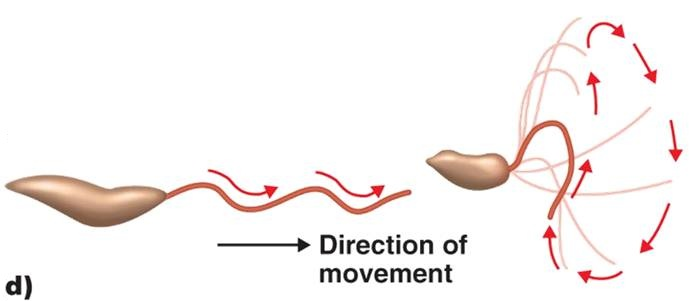 Direction of
movement
d)